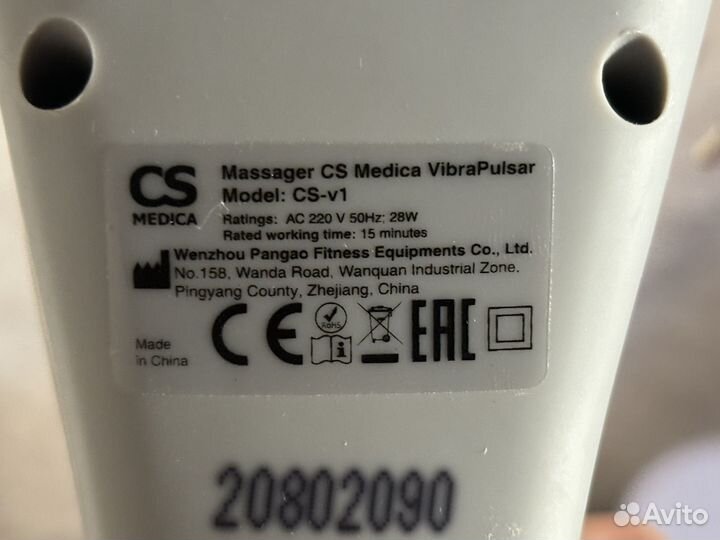 CS
MEDICA
Massager CS Medica VibraPulsar
Model: CS-v1
Ratings: AC 220 V 50Hz; 28W
Rated working time: 15 minutes
Wenzhou Pangao Fitness Equipments Co., Ltd.
No.158, Wanda Road, Wanquan Industrial Zone.
Pingyang County, Zhejiang, China
Made
in China
CE
RoHS
i
EAC
20802090
Avito